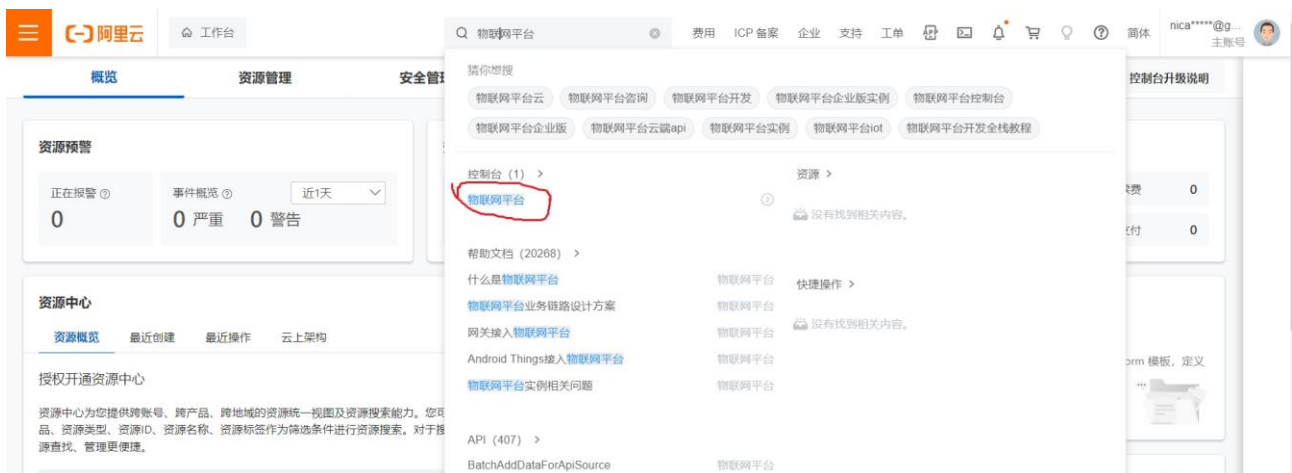 阿里云 工作台 物联网平台 费用 ICP 备案 企业 支持 工单 简体 nica*****@g...
主账号
概览 资源管理 安全管 控制台升级说明
猜你想搜
物联网平台云 物联网平台咨询 物联网平台开发 物联网平台企业版实例 物联网平台控制台
物联网平台企业版 物联网平台云端api 物联网平台实例 物联网平台iot 物联网平台开发全栈教程
资源预警
正在报警 事件概览 近1天
0 0 严重 0 警告
控制台 (1) >
物联网平台
资源 >
没有找到相关内容。
费 0
付 0
帮助文档 (20268) >
什么是物联网平台 物联网平台
物联网平台业务链路设计方案 物联网平台
网关接入物联网平台 物联网平台
Android Things接入物联网平台 物联网平台
物联网平台实例相关问题 物联网平台
快捷操作 >
没有找到相关内容。
API (407) >
BatchAddDataForApiSource 物联网平台
资源中心
资源概览 最近创建 最近操作 云上架构
授权开通资源中心
资源中心为您提供跨账号、跨产品、跨地域的资源统一视图及资源搜索能力。您可
品、资源类型、资源ID、资源名称、资源标签作为筛选条件进行资源搜索。对于搜
源查找、管理更便捷。
orm 模板，定义